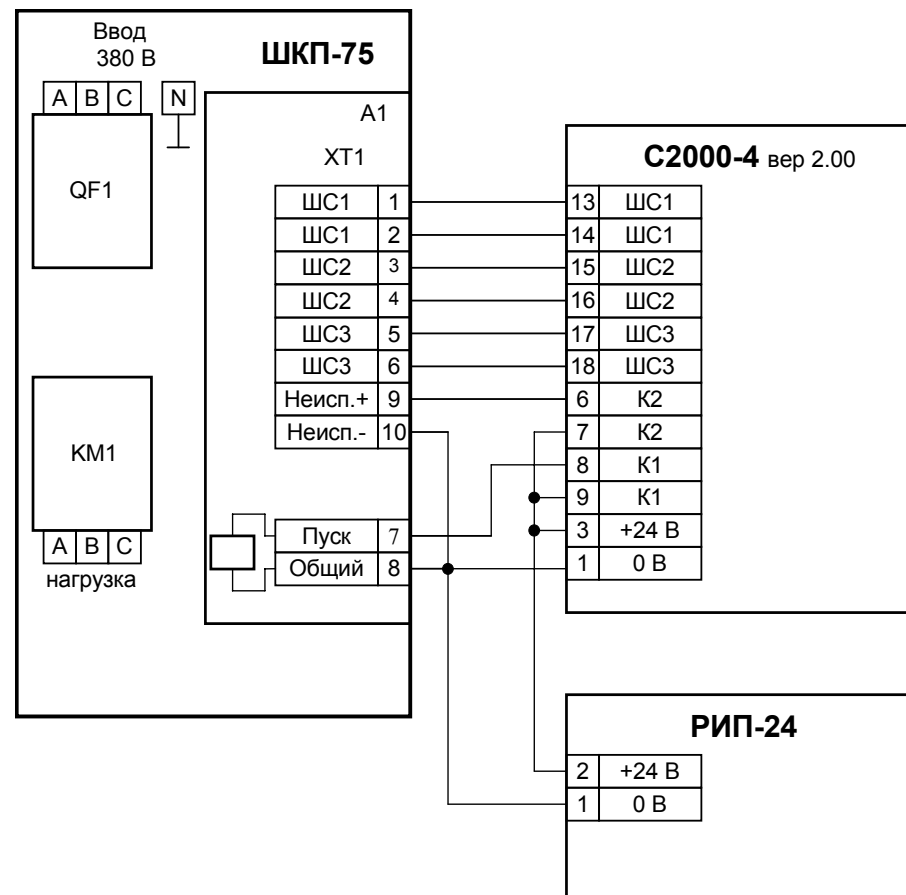 Ввод
380 В
ШКП-75
A B C N
QF1
A1
XT1
ШС1 1
ШС1 2
ШС2 3
ШС2 4
ШС3 5
ШС3 6
Неисп.+ 9
Неисп.- 10
Пуск 7
Общий 8
KM1
A B C
нагрузка
С2000-4 вер 2.00
13 ШС1
14 ШС1
15 ШС2
16 ШС2
17 ШС3
18 ШС3
6 К2
7 К2
8 К1
9 К1
3 +24 В
1 0 В
РИП-24
2 +24 В
1 0 В